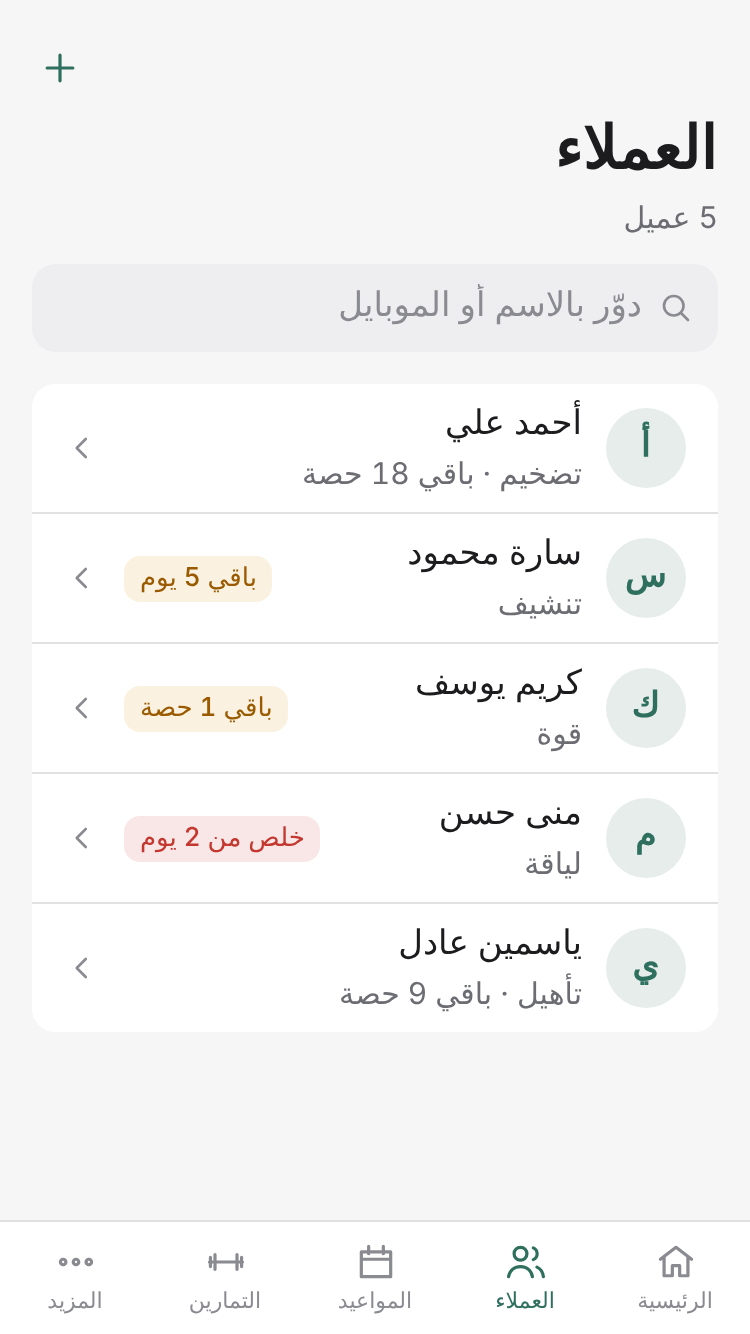 العملاء
5 عميل
دوّر بالاسم أو الموبايل
أ
أحمد علي
تضخيم · باقي 18 حصة
س
سارة محمود
تنشيف
باقي 5 يوم
ك
كريم يوسف
قوة
باقي 1 حصة
م
منى حسن
لياقة
خلص من 2 يوم
ي
ياسمين عادل
تأهيل · باقي 9 حصة
الرئيسية
العملاء
المواعيد
التمارين
المزيد